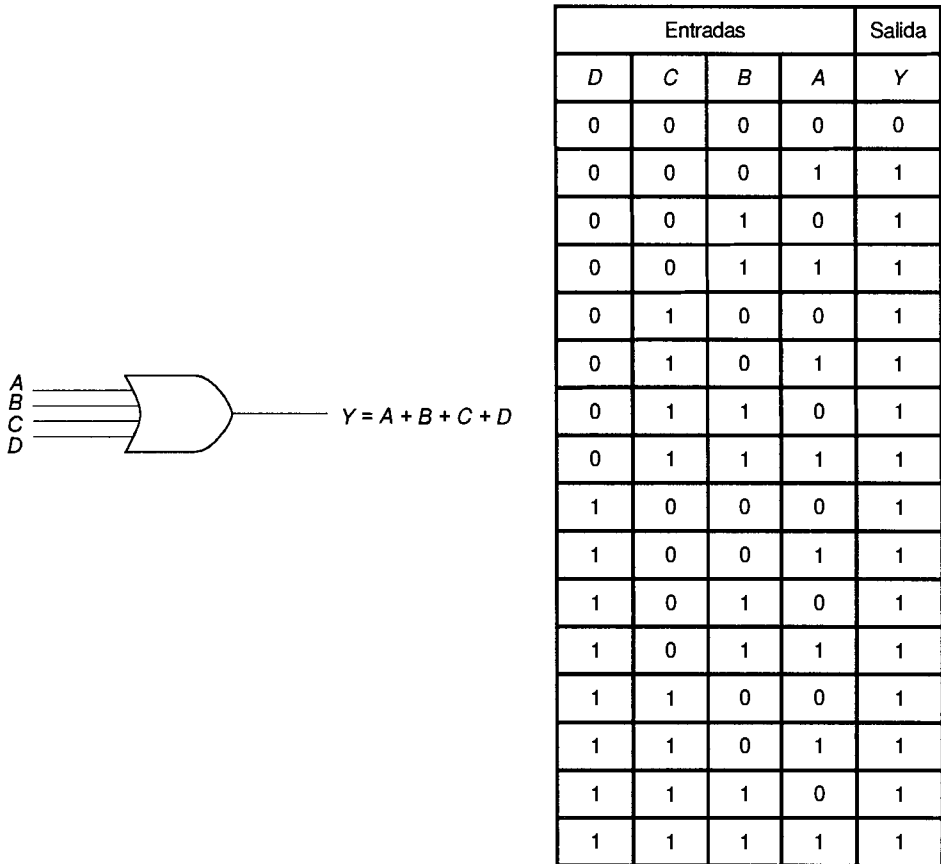 A
B
C
D
Y = A + B + C + D
Entradas Salida
D C B A Y
0 0 0 0 0
0 0 0 1 1
0 0 1 0 1
0 0 1 1 1
0 1 0 0 1
0 1 0 1 1
0 1 1 0 1
0 1 1 1 1
1 0 0 0 1
1 0 0 1 1
1 0 1 0 1
1 0 1 1 1
1 1 0 0 1
1 1 0 1 1
1 1 1 0 1
1 1 1 1 1